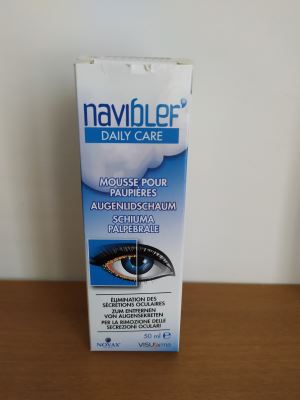 naviblef
DAILY CARE
MOUSSE POUR
PAUPIÈRES
AUGENLIDSCHAUM
SCHIUMA
PALPEBRALE
ÉLIMINATION DES
SÉCRÉTIONS OCULAIRES
ZUM ENTFERNEN
VON AUGENSEKRETEN
PER LA RIMOZIONE DELLE
SECREZIONI OCULARI
50 ml e
NOVAX
VISUfarma